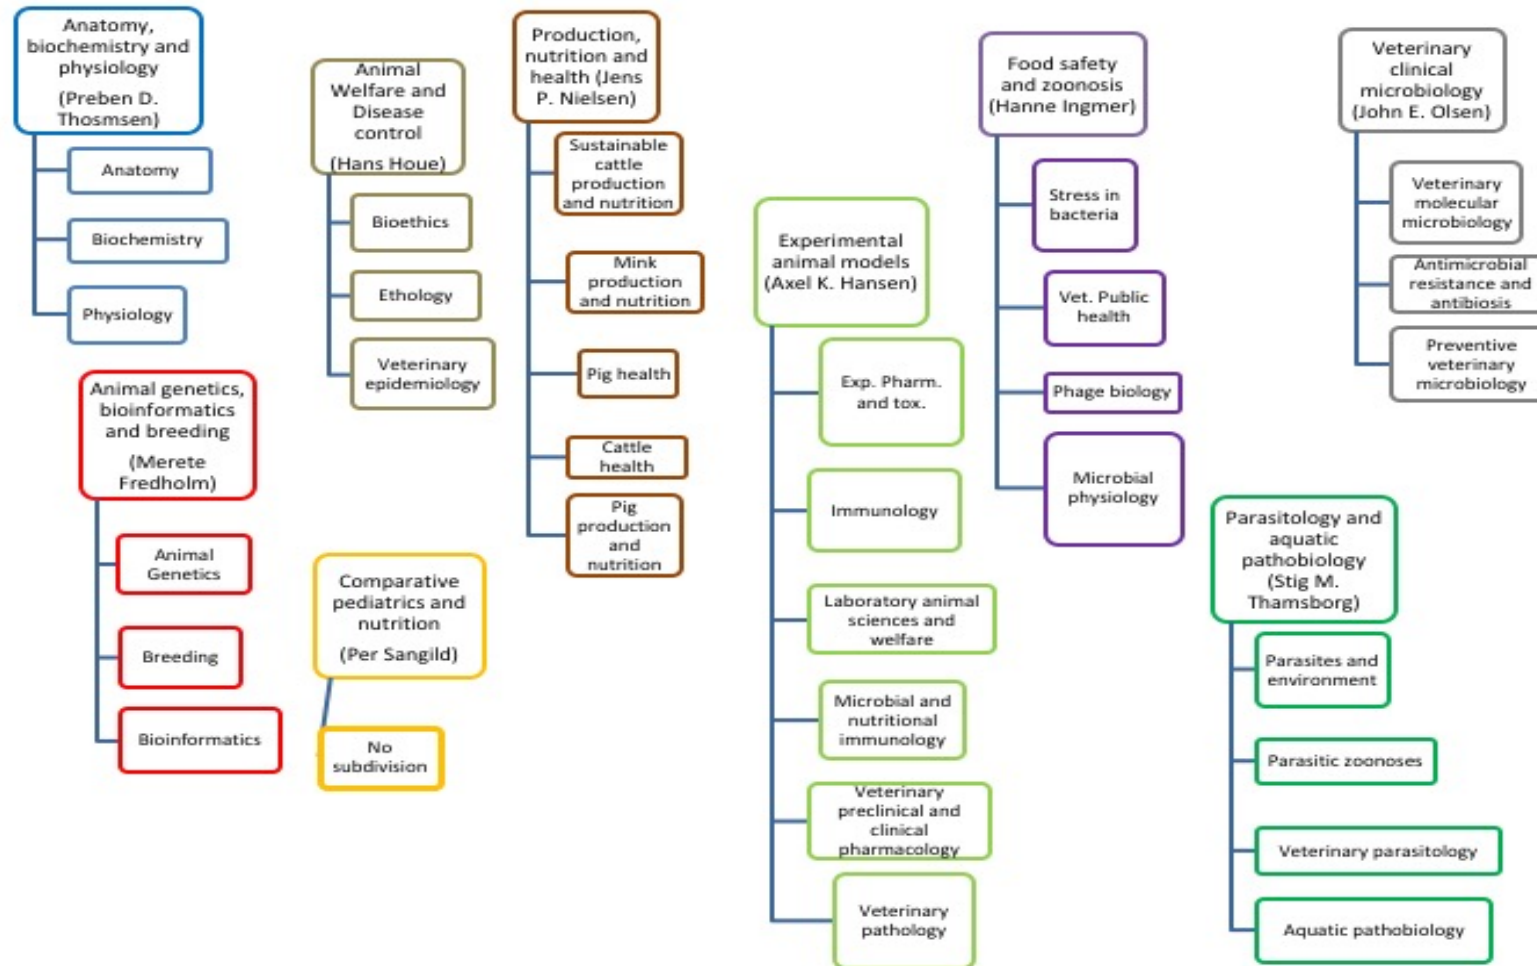 Anatomy,
biochemistry and
physiology
(Preben D.
Thosmsen)
Anatomy
Biochemistry
Physiology
Animal genetics,
bioinformatics
and breeding
(Merete
Fredholm)
Animal
Genetics
Breeding
Bioinformatics
Animal
Welfare and
Disease
control
(Hans Houe)
Bioethics
Ethology
Veterinary
epidemiology
Comparative
pediatrics and
nutrition
(Per Sangild)
No
subdivision
Production,
nutrition and
health (Jens
P. Nielsen)
Sustainable
cattle
production
and nutrition
Mink
production
and nutrition
Pig health
Cattle
health
Pig
production
and
nutrition
Experimental
animal models
(Axel K. Hansen)
Exp. Pharm.
and tox.
Immunology
Laboratory animal
sciences and
welfare
Microbial and
nutritional
immunology
Veterinary
preclinical and
clinical
pharmacology
Veterinary
pathology
Food safety
and zoonosis
(Hanne Ingmer)
Stress in
bacteria
Vet. Public
health
Phage biology
Microbial
physiology
Parasitology and
aquatic
pathobiology
(Stig M.
Thamsborg)
Parasites and
environment
Parasitic zoonoses
Veterinary parasitology
Aquatic pathobiology
Veterinary
clinical
microbiology
(John E. Olsen)
Veterinary
molecular
microbiology
Antimicrobial
resistance and
antibiosis
Preventive
veterinary
microbiology